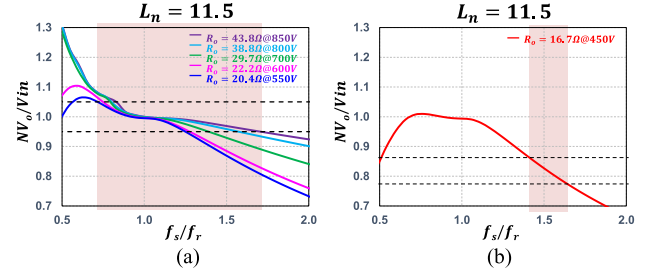 L_n = 11.5
NV_o/Vin
1.3
1.2
1.1
1.0
0.9
0.8
0.7
R_o = 43.8Ω@850V
R_o = 38.8Ω@800V
R_o = 29.7Ω@700V
R_o = 22.2Ω@600V
R_o = 20.4Ω@550V
0.5 1.0 1.5 2.0
f_s/f_r
(a)
L_n = 11.5
NV_o/Vin
1.3
1.2
1.1
1.0
0.9
0.8
0.7
R_o = 16.7Ω@450V
0.5 1.0 1.5 2.0
f_s/f_r
(b)